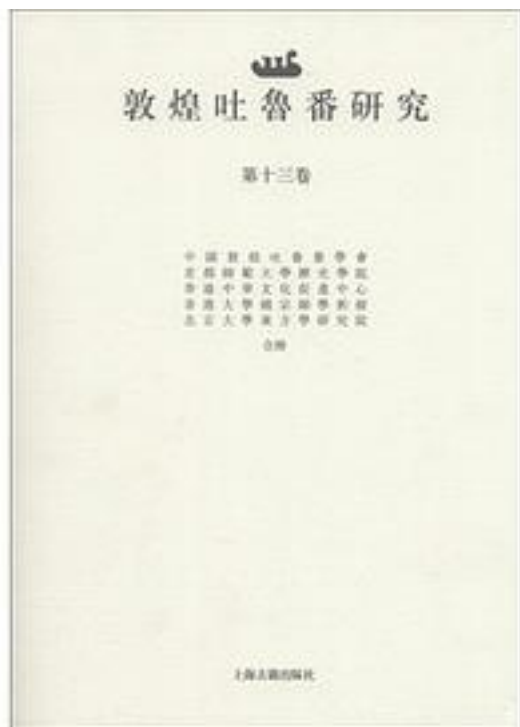 敦煌吐魯番研究
第十三卷
中國敦煌吐魯番學會
首都師範大學歷史學院
香港中華文化促進中心
香港大學饒宗頤學術館
北京大學東方學研究院
合辦
上海古籍出版社